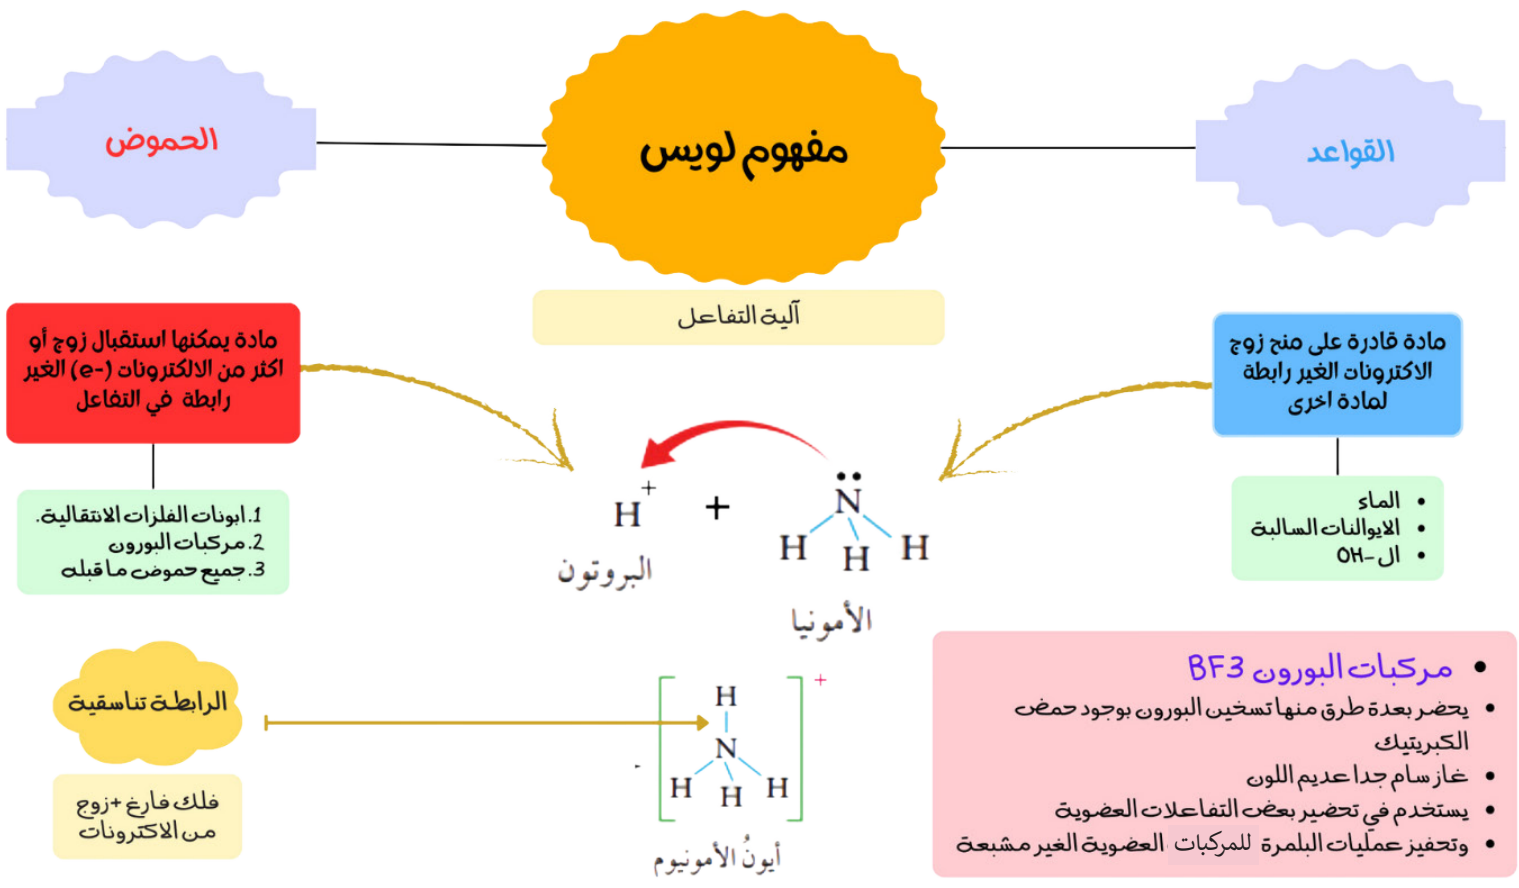 مفهوم لويس
القواعد
الحموض
آلية التفاعل
مادة قادرة على منح زوج
الاكترونات الغير رابطة
لمادة اخرى
الماء
الايوالنات السالبة
ال -OH
مادة يمكنها استقبال زوج أو
اكثر من الالكترونات (-e) الغير
رابطة في التفاعل
1. ابونات الفلزات الانتقالية.
2. مركبات البورون
3. جميع حموض ما قبله
H+ + N
H H H
البروتون
الأمونيا
الرابطة تناسقية
فلك فارغ + زوج
من الاكترونات
H
N
H H H
+
أيونُ الأمونيوم
مركبات البورون BF3
يحضر بعدة طرق منها تسخين البورون بوجود حمض
الكبريتيك
غاز سام جدا عديم اللون
يستخدم في تحضير بعض التفاعلات العضوية
وتحفيز عمليات البلمرة للمركبات العضوية الغير مشبعة